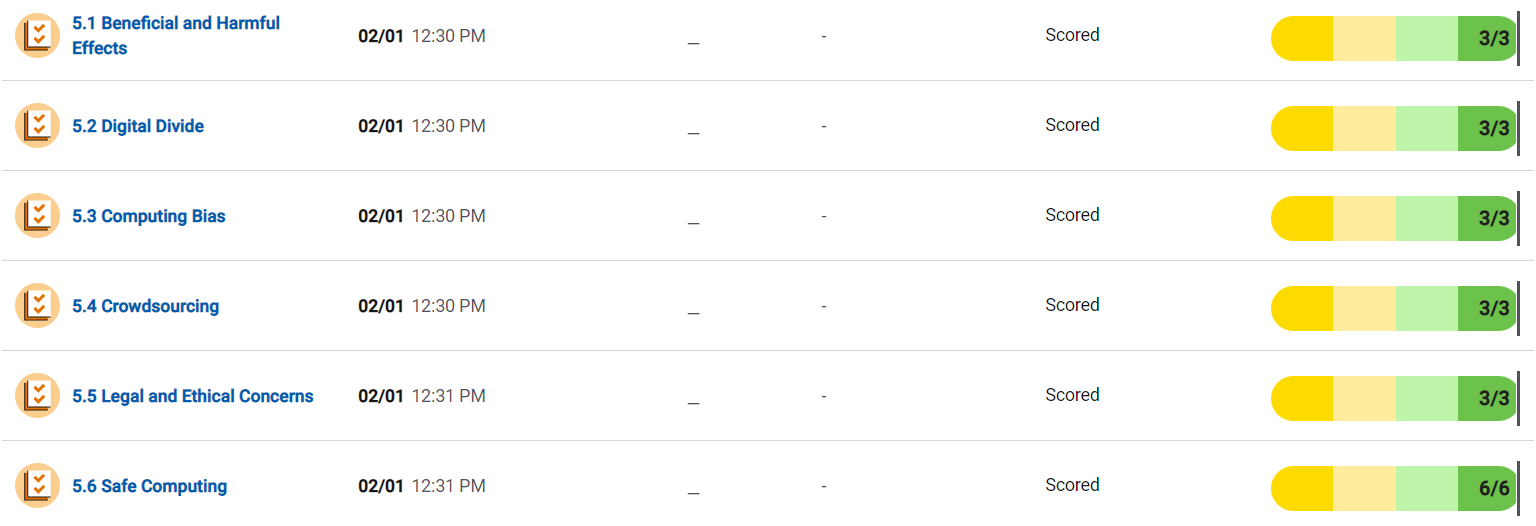 5.1 Beneficial and Harmful
Effects
02/01 12:30 PM
_
-
Scored
3/3
5.2 Digital Divide
02/01 12:30 PM
_
-
Scored
3/3
5.3 Computing Bias
02/01 12:30 PM
_
-
Scored
3/3
5.4 Crowdsourcing
02/01 12:30 PM
_
-
Scored
3/3
5.5 Legal and Ethical Concerns
02/01 12:31 PM
_
-
Scored
3/3
5.6 Safe Computing
02/01 12:31 PM
_
-
Scored
6/6